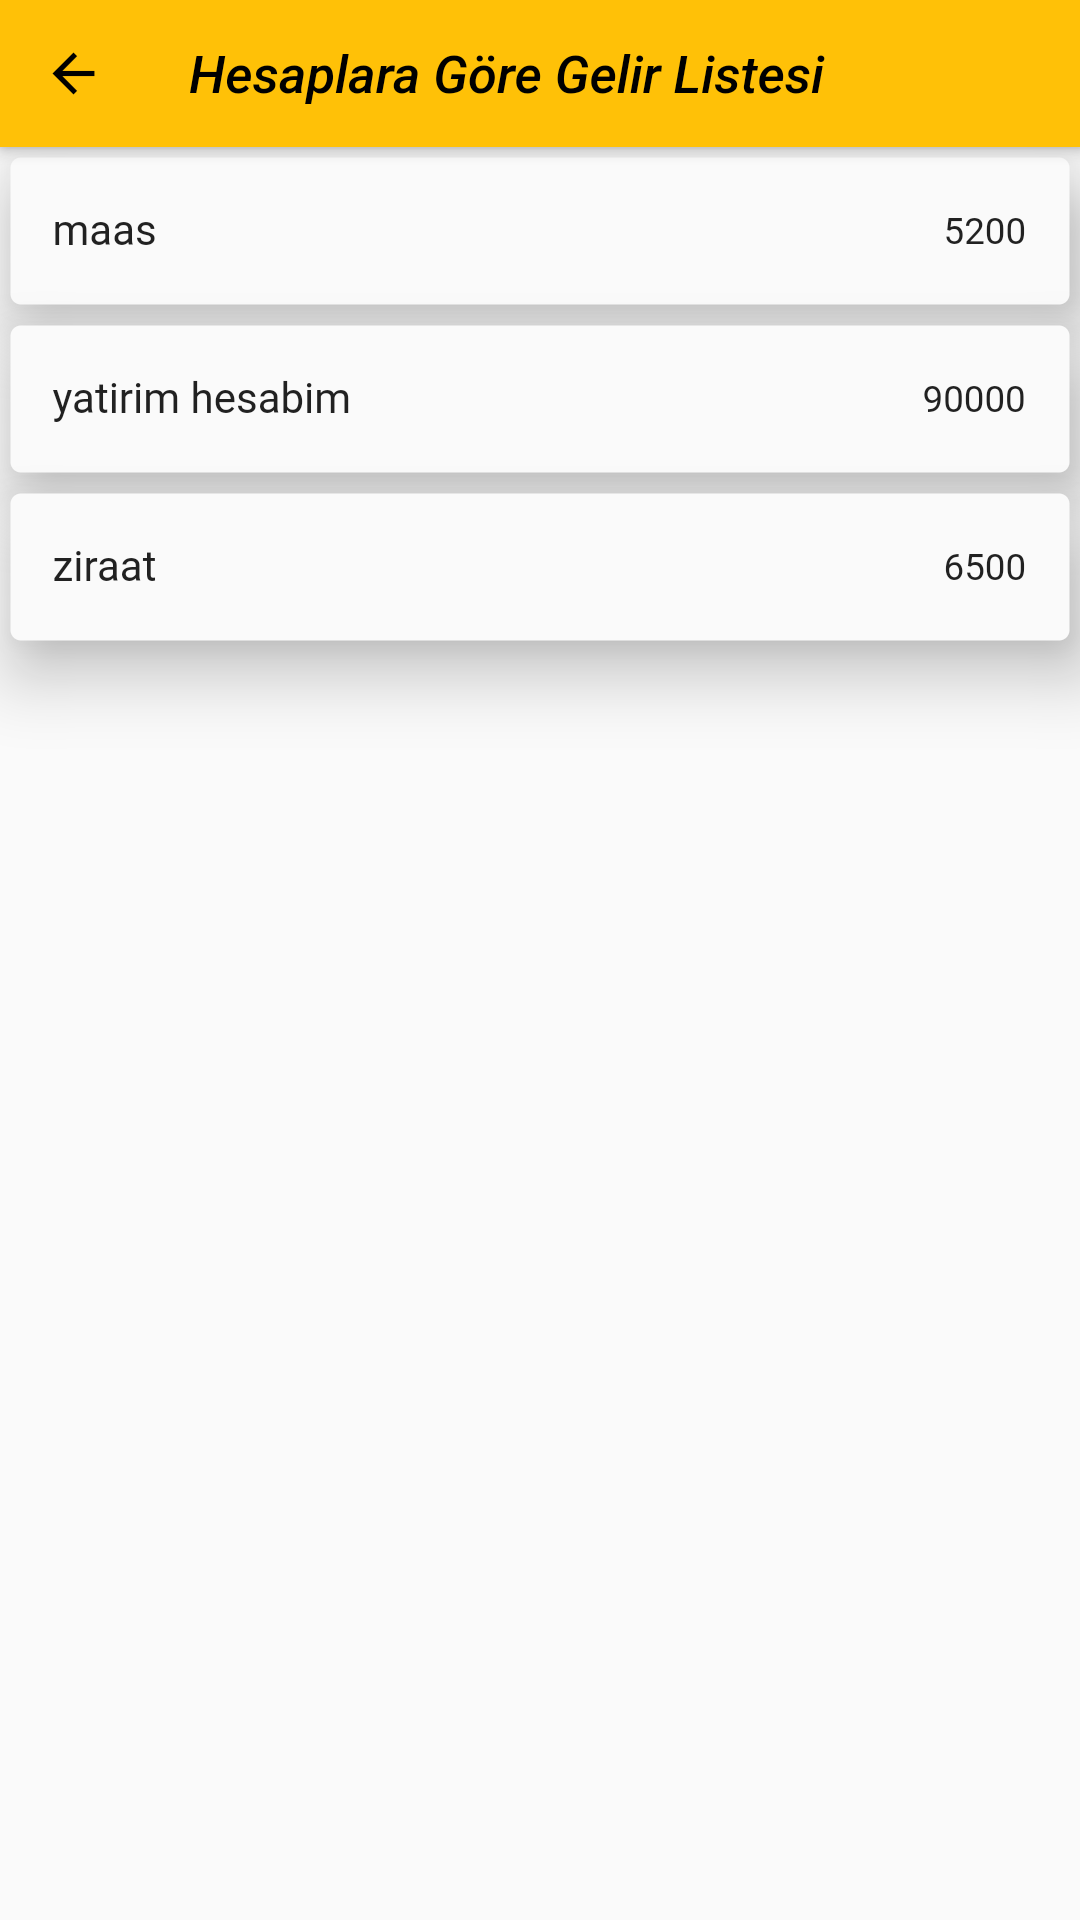 Hesaplara Göre Gelir Listesi
maas 5200
yatirim hesabim 90000
ziraat 6500